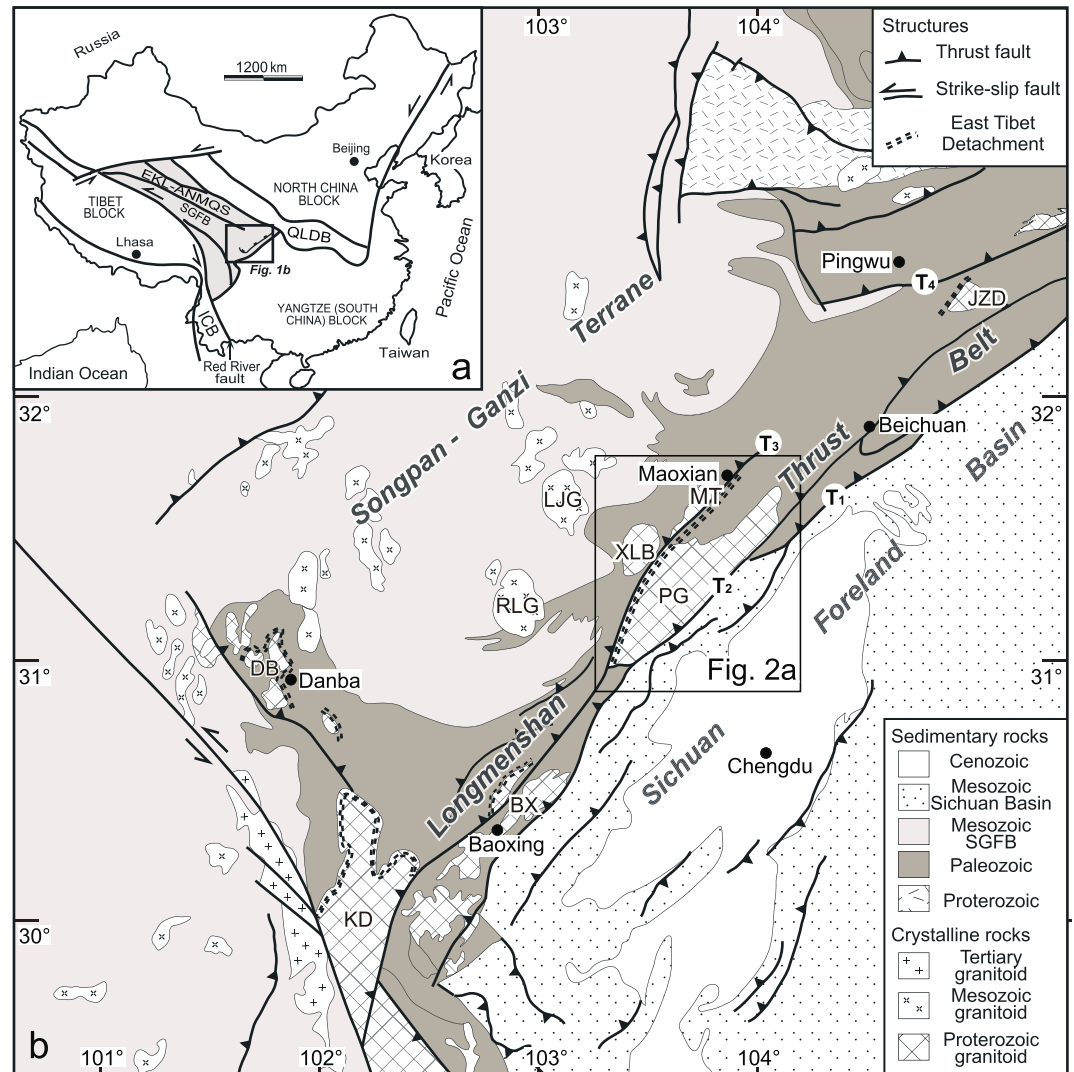 103°
104°
Russia
1200 km
Beijing
Korea
NORTH CHINA
BLOCK
EKL-ANMQS
SGFB
TIBET
BLOCK
Lhasa
QLDB
Fig. 1b
Pacific Ocean
ICB
YANGTZE (SOUTH
CHINA) BLOCK
Taiwan
Red River
fault
Indian Ocean
a
Structures
Thrust fault
Strike-slip fault
East Tibet
Detachment
Pingwu
T4
JZD
Songpan - Ganzi Terrane
32°
32°
Beichuan
Longmenshan Thrust Belt
T3
Maoxian
MT
T1
LJG
XLB
PG
T2
RLG
Fig. 2a
Sichuan Foreland Basin
31°
31°
DB
Danba
Chengdu
BX
Baoxing
KD
30°
Sedimentary rocks
Cenozoic
Mesozoic
Sichuan Basin
Mesozoic
SGFB
Paleozoic
Proterozoic
Crystalline rocks
Tertiary
granitoid
Mesozoic
granitoid
Proterozoic
granitoid
b
101°
102°
103°
104°